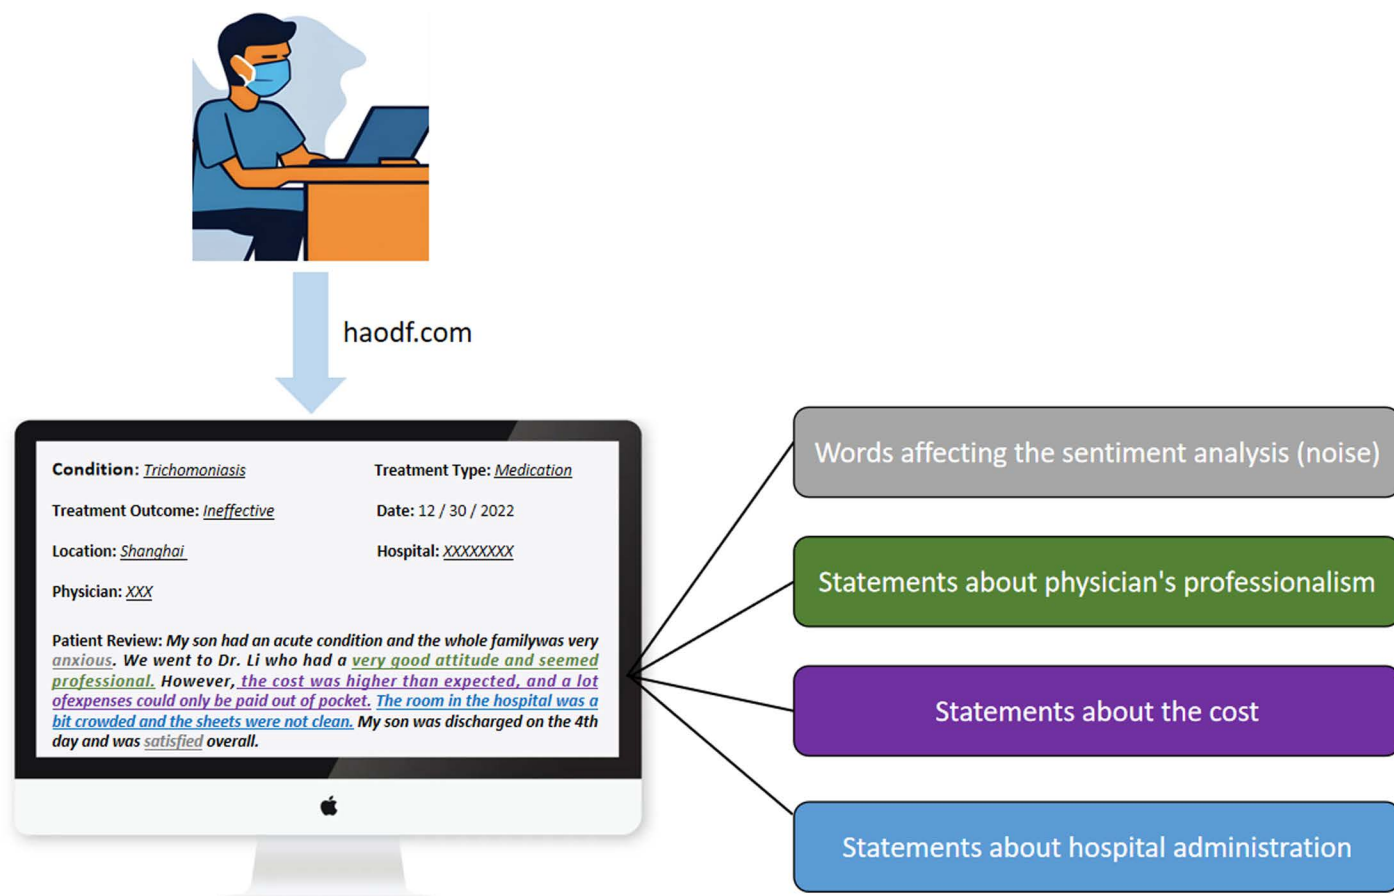 haodf.com
Condition: Trichomoniasis
Treatment Type: Medication
Treatment Outcome: Ineffective
Date: 12 / 30 / 2022
Location: Shanghai
Hospital: XXXXXXXX
Physician: XXX
Patient Review: My son had an acute condition and the whole familywas very
anxious. We went to Dr. Li who had a very good attitude and seemed
professional. However, the cost was higher than expected, and a lot
ofexpenses could only be paid out of pocket. The room in the hospital was a
bit crowded and the sheets were not clean. My son was discharged on the 4th
day and was satisfied overall.
Words affecting the sentiment analysis (noise)
Statements about physician's professionalism
Statements about the cost
Statements about hospital administration